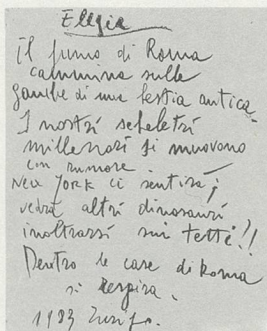 Elegia
Il fumo di Roma
cammina sulle
gambe di una bestia antica.
I nostri scheletri
millenari si muovono
con rumore.
New York ci sentirà;
vedrà altri dinosauri
inoltrarsi sui tetti!!
Dentro le case di Roma
si respira.
1983